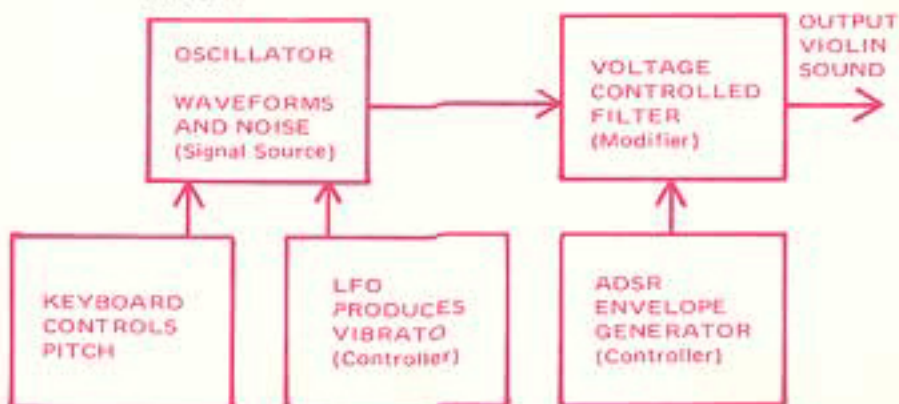 OSCILLATOR
WAVEFORMS
AND NOISE
(Signal Source)
VOLTAGE
CONTROLLED
FILTER
(Modifier)
OUTPUT
VIOLIN
SOUND
KEYBOARD
CONTROLS
PITCH
LFO
PRODUCES
VIBRATO
(Controller)
ADSR
ENVELOPE
GENERATOR
(Controller)